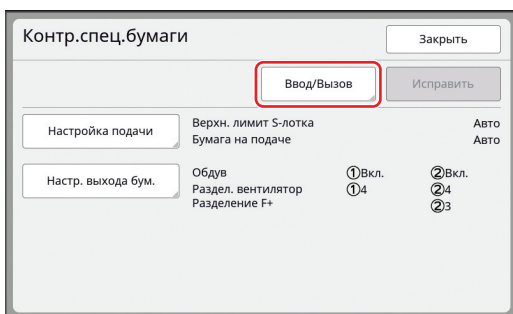 Контр.спец.бумаги
Закрыть
Ввод/Вызов
Исправить
Настройка подачи
Верхн. лимит S-лотка Авто
Бумага на подаче Авто
Настр. выхода бум.
Обдув ①Вкл. ②Вкл.
Раздел. вентилятор ①4 ②4
Разделение F+ ②3